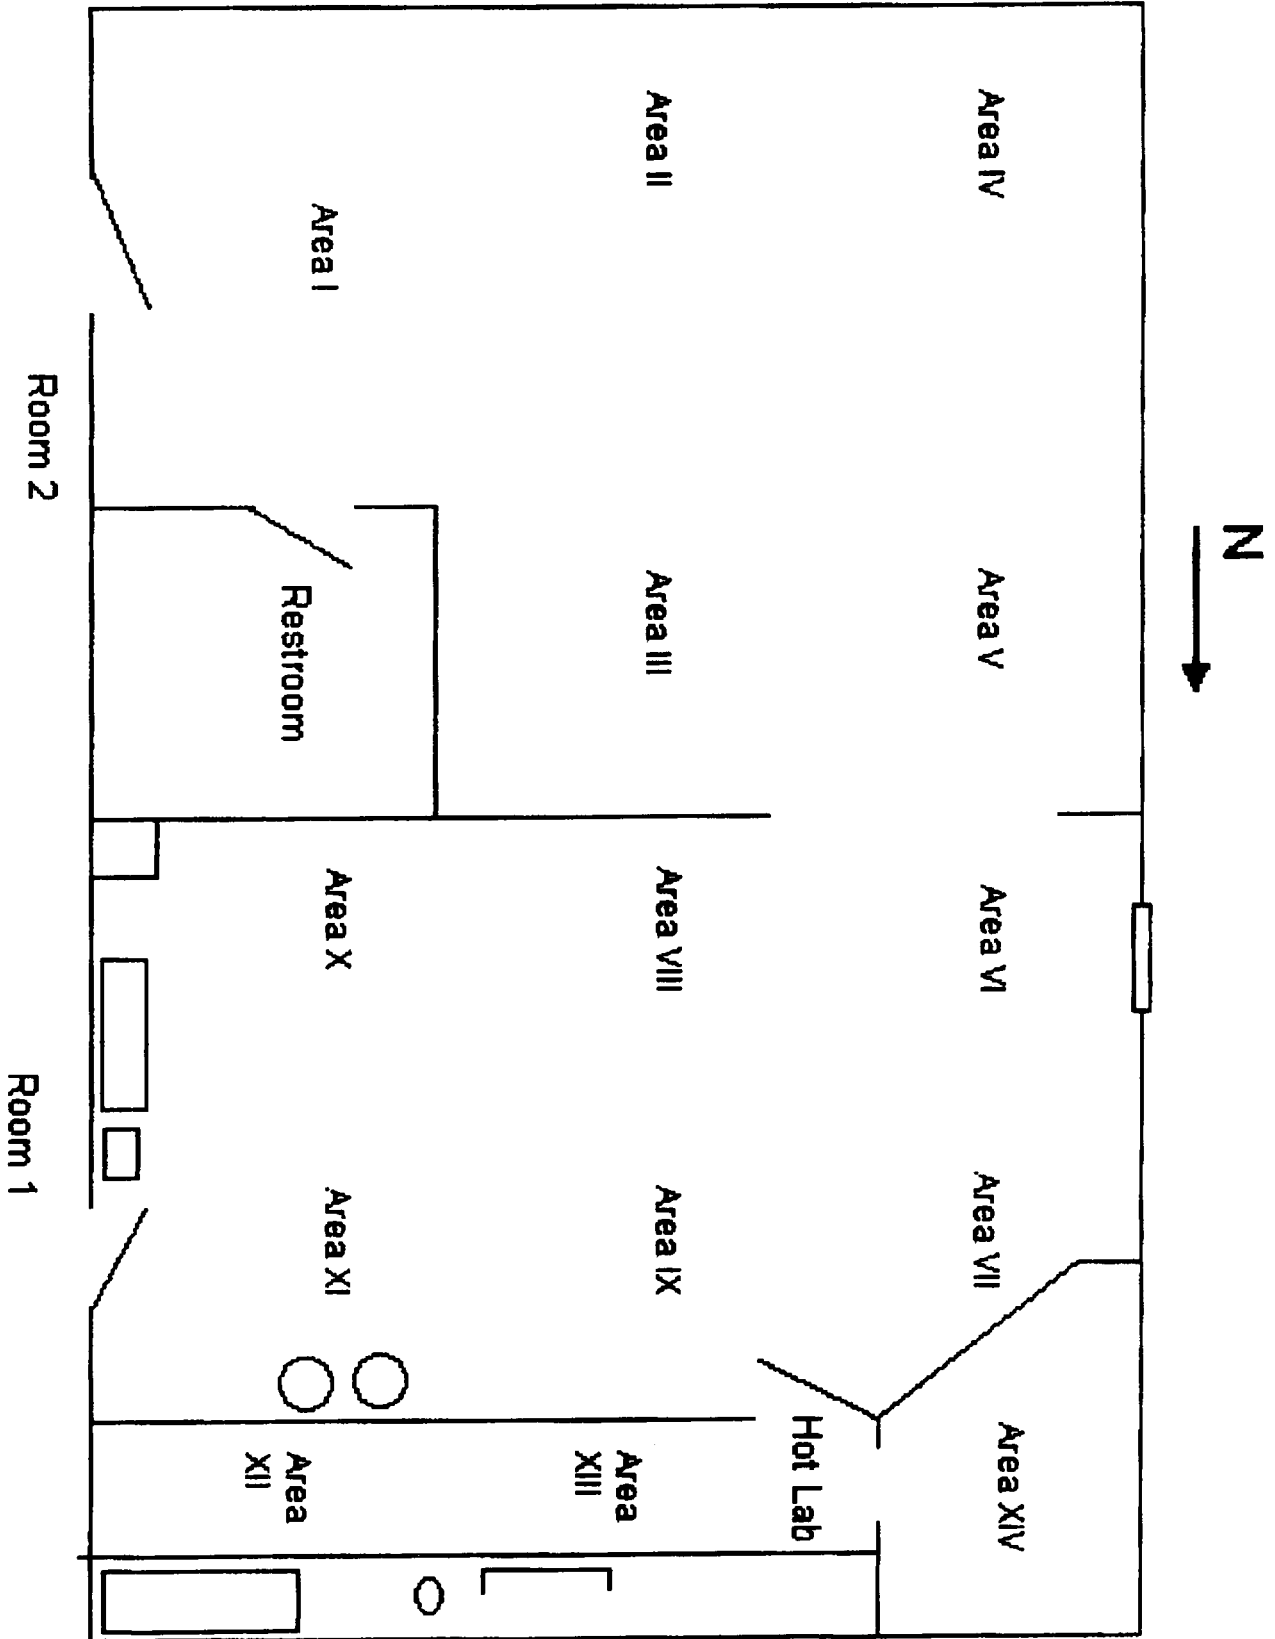 N
Area IV
Area V
Area VI
Area VII
Area XIV
Area II
Area III
Area VIII
Area IX
Hot Lab
Area
XIII
Area I
Restroom
Area X
Area XI
Area
XII
Room 2
Room 1